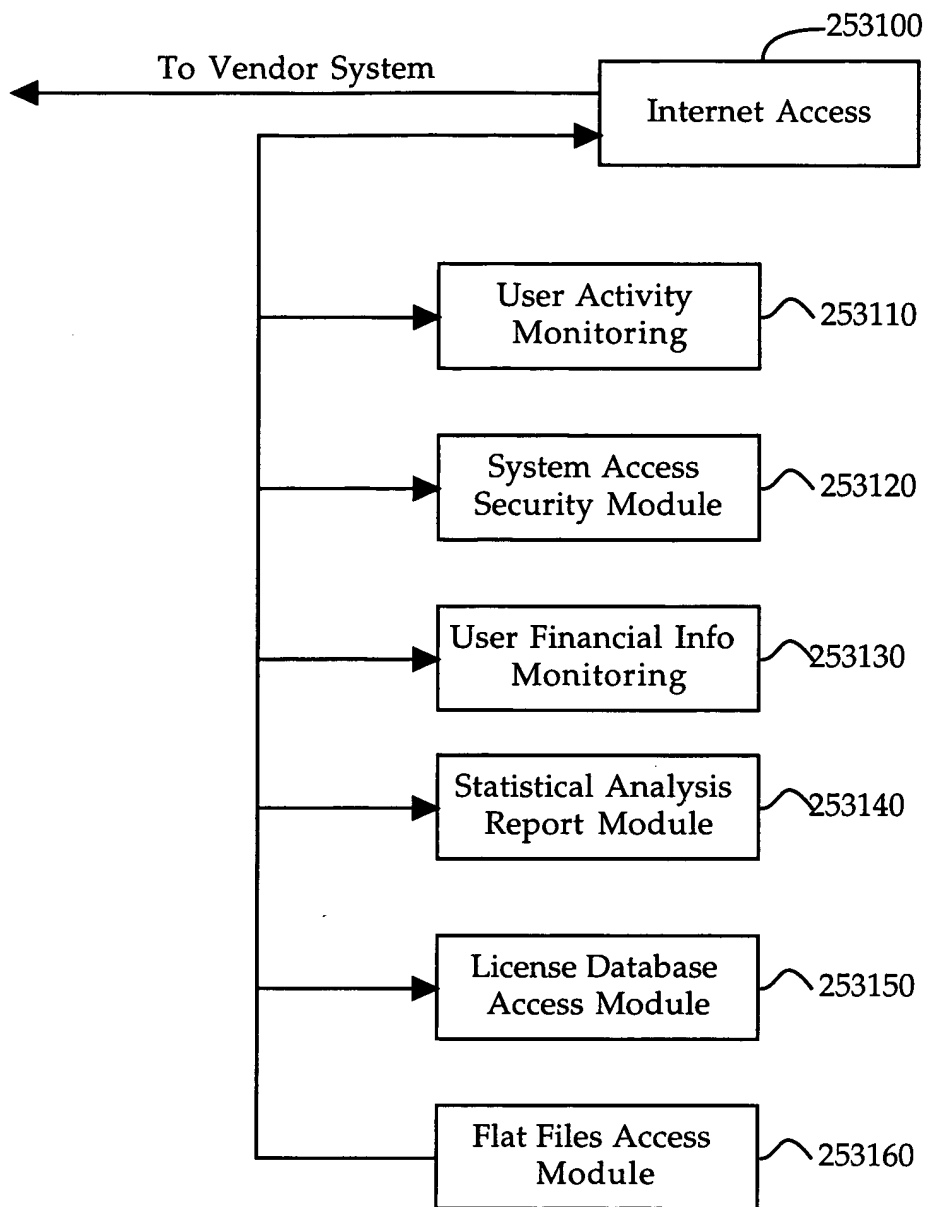 253100
To Vendor System
Internet Access
User Activity
Monitoring
253110
System Access
Security Module
253120
User Financial Info
Monitoring
253130
Statistical Analysis
Report Module
253140
License Database
Access Module
253150
Flat Files Access
Module
253160